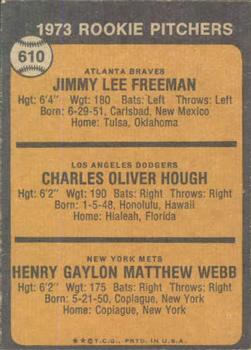 1973 ROOKIE PITCHERS
610
ATLANTA BRAVES
JIMMY LEE FREEMAN
Hgt: 6'4" Wgt: 180 Bats: Left Throws: Left
Born: 6-29-51, Carlsbad, New Mexico
Home: Tulsa, Oklahoma
LOS ANGELES DODGERS
CHARLES OLIVER HOUGH
Hgt: 6'2" Wgt: 190 Bats: Right Throws: Right
Born: 1-5-48, Honolulu, Hawaii
Home: Hialeah, Florida
NEW YORK METS
HENRY GAYLON MATTHEW WEBB
Hgt: 6'2" Wgt: 175 Bats: Right Throws: Right
Born: 5-21-50, Copiague, New York
Home: Copiague, New York
★★© T.C.G. PRTD. IN U.S.A.